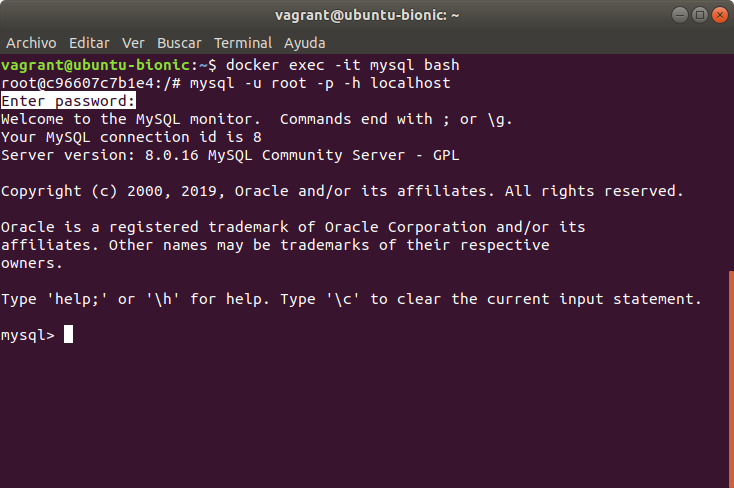 vagrant@ubuntu-bionic: ~
Archivo Editar Ver Buscar Terminal Ayuda
vagrant@ubuntu-bionic:~$ docker exec -it mysql bash
root@c96607c7b1e4:/# mysql -u root -p -h localhost
Enter password:
Welcome to the MySQL monitor.  Commands end with ; or \g.
Your MySQL connection id is 8
Server version: 8.0.16 MySQL Community Server - GPL
Copyright (c) 2000, 2019, Oracle and/or its affiliates. All rights reserved.
Oracle is a registered trademark of Oracle Corporation and/or its
affiliates. Other names may be trademarks of their respective
owners.
Type 'help;' or '\h' for help. Type '\c' to clear the current input statement.
mysql>